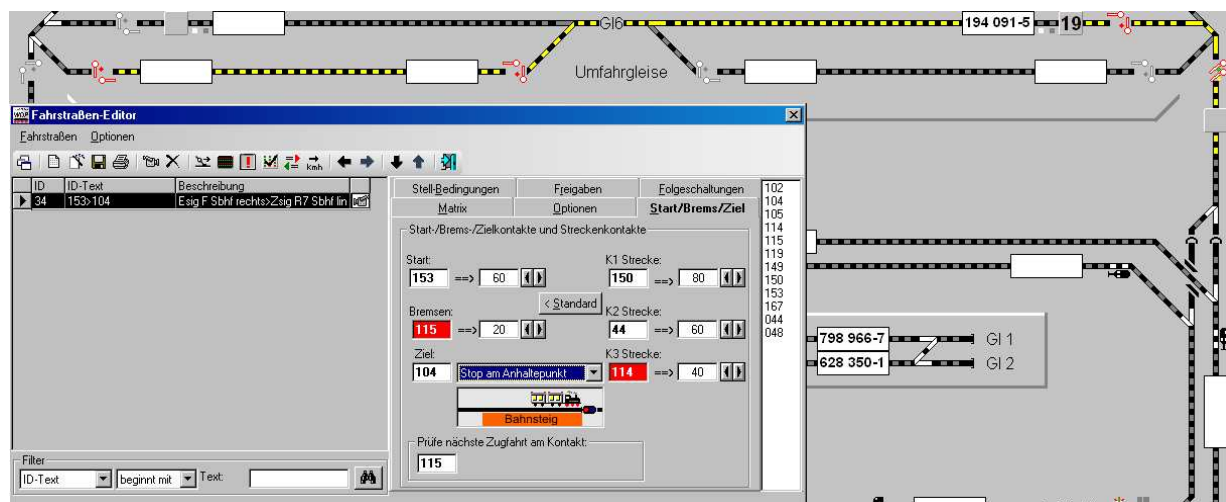 Gl6
194 091-5
19
Umfahrgleise
Fahrstraßen-Editor
Fahrstraßen Optionen
Kmh
ID ID-Text Beschreibung
34 153>104 Esig F Sbhf rechts>Zsig R7 Sbhf lin
Stell-Bedingungen Freigaben Folgeschaltungen
Matrix Optionen Start/Brems/Ziel
Start-/Brems-/Zielkontakte und Streckenkontakte
Start: K1 Strecke:
153 ==> 60 150 ==> 80
< Standard
Bremsen: K2 Strecke:
115 ==> 20 44 ==> 60
Ziel: K3 Strecke:
104 Stop am Anhaltepunkt 114 ==> 40
Bahnsteig
Prüfe nächste Zugfahrt am Kontakt:
115
102
104
105
114
115
119
149
150
153
167
044
048
798 966-7 Gl 1
628 350-1 Gl 2
Filter
ID-Text beginnt mit Text: